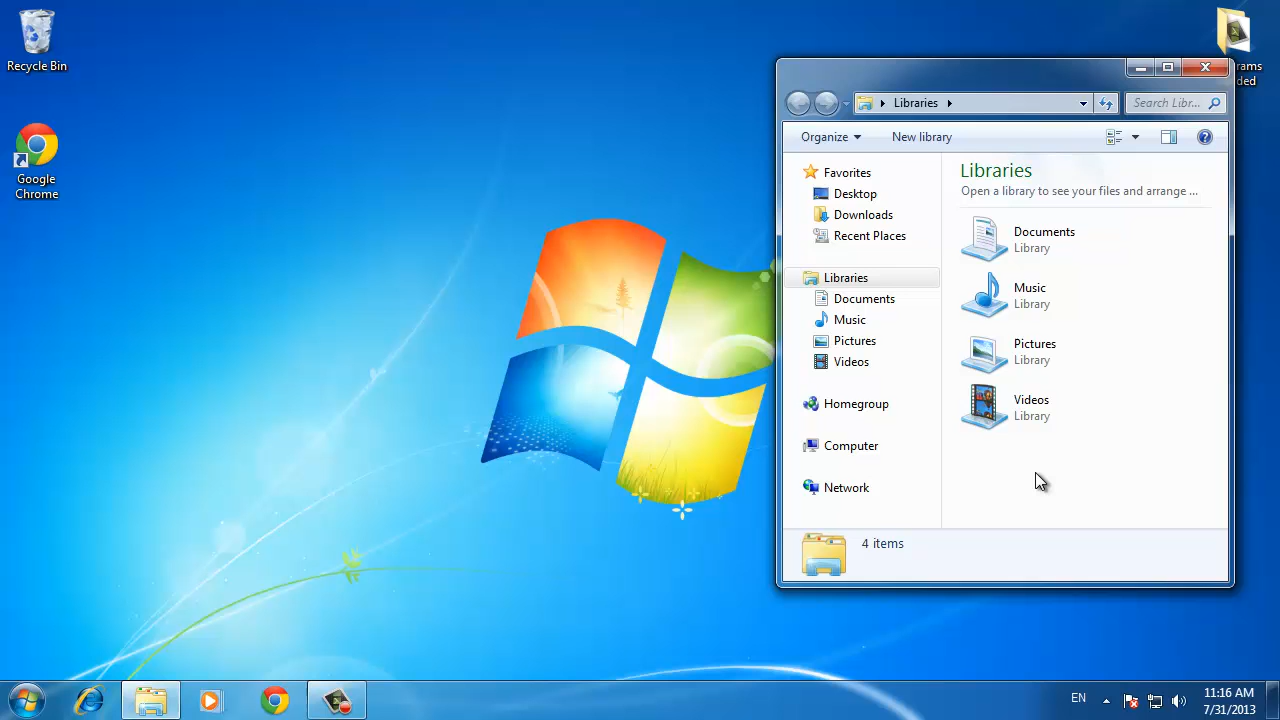 Recycle Bin
Google
Chrome
Libraries
Search Libr...
Organize
New library
Favorites
Desktop
Downloads
Recent Places
Libraries
Documents
Music
Pictures
Videos
Homegroup
Computer
Network
Libraries
Open a library to see your files and arrange ...
Documents
Library
Music
Library
Pictures
Library
Videos
Library
4 items
EN
11:16 AM
7/31/2013